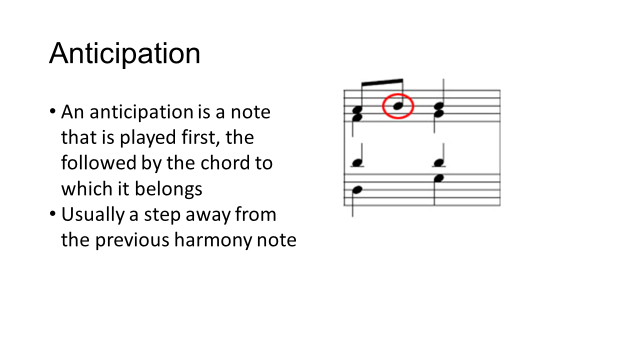 Anticipation
• An anticipation is a note
that is played first, the
followed by the chord to
which it belongs
• Usually a step away from
the previous harmony note